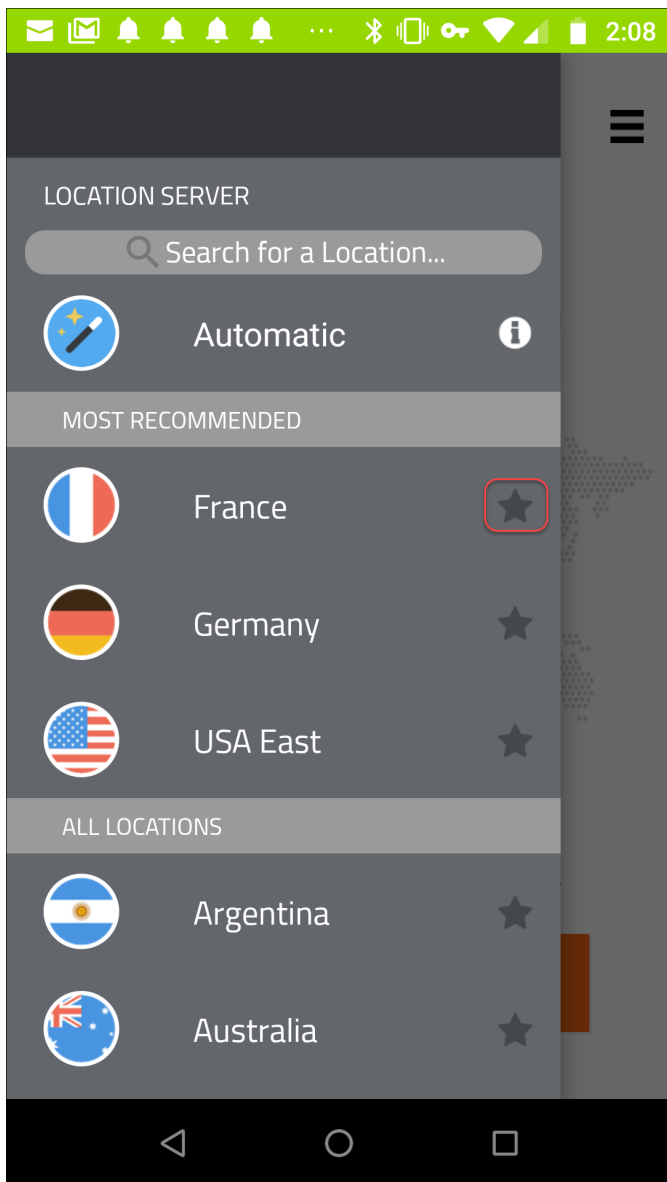 2:08
LOCATION SERVER
Search for a Location...
Automatic
MOST RECOMMENDED
France
Germany
USA East
ALL LOCATIONS
Argentina
Australia